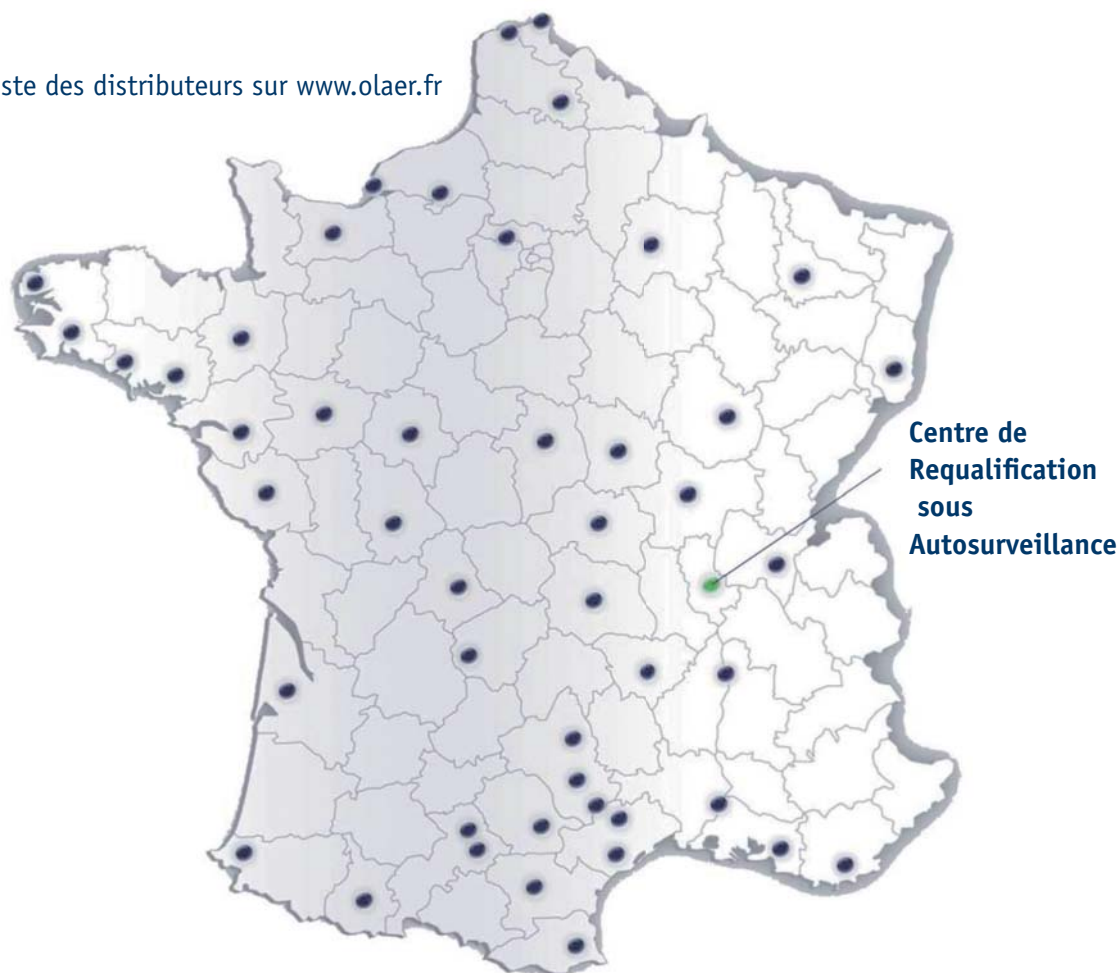 ste des distributeurs sur www.olaer.fr
Centre de
Requalification
sous
Autosurveillance